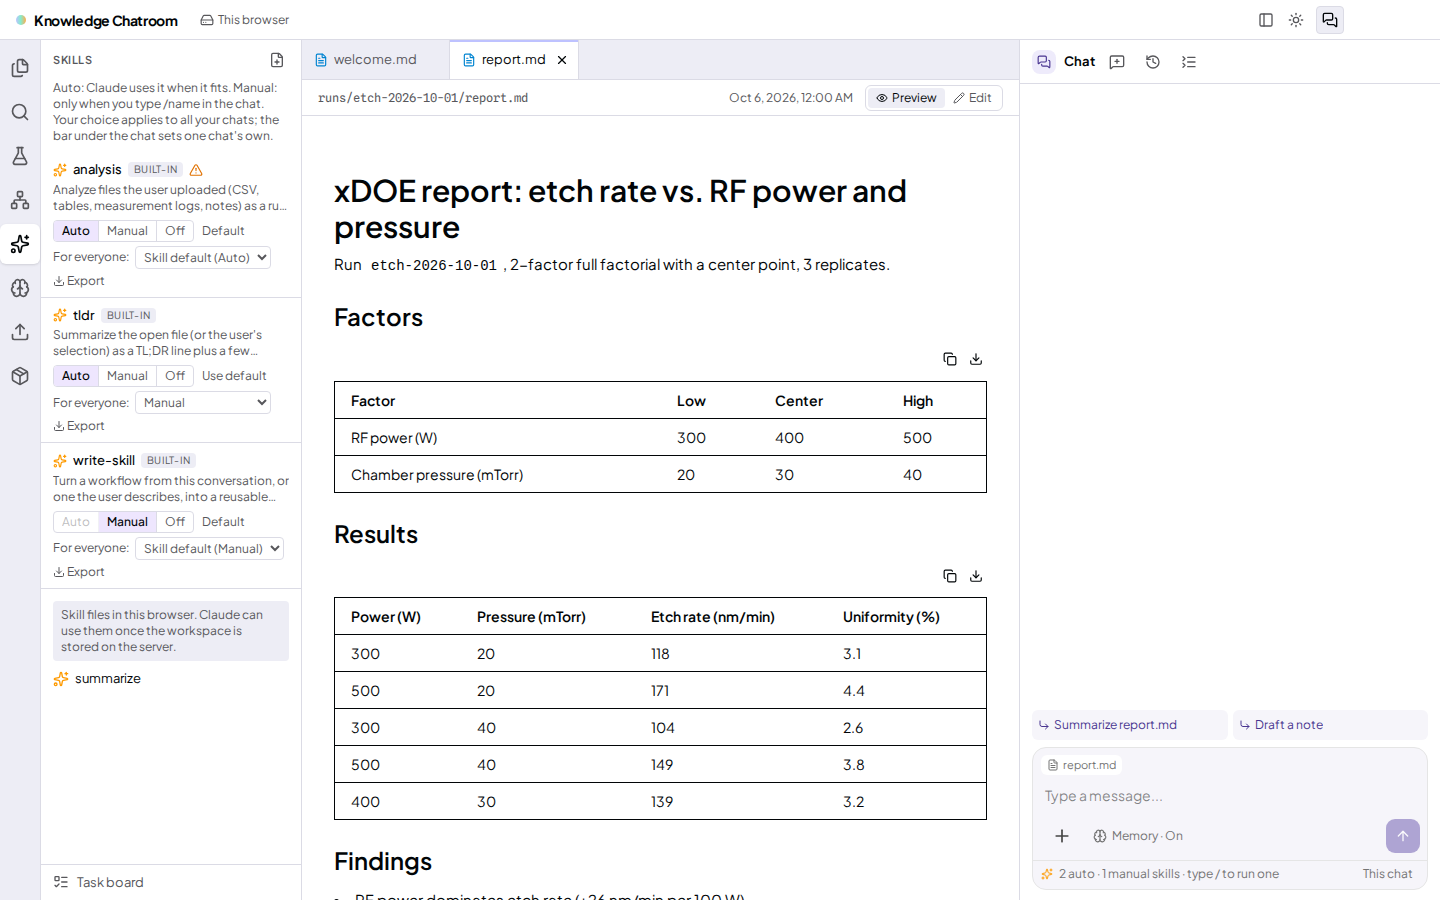 Knowledge Chatroom
This browser
SKILLS
Auto: Claude uses it when it fits. Manual:
only when you type /name in the chat.
Your choice applies to all your chats; the
bar under the chat sets one chat's own.
analysis BUILT-IN
Analyze files the user uploaded (CSV,
tables, measurement logs, notes) as a ru...
Auto Manual Off Default
For everyone: Skill default (Auto)
Export
tldr BUILT-IN
Summarize the open file (or the user's
selection) as a TL;DR line plus a few...
Auto Manual Off Use default
For everyone: Manual
Export
write-skill BUILT-IN
Turn a workflow from this conversation, or
one the user describes, into a reusable...
Auto Manual Off Default
For everyone: Skill default (Manual)
Export
Skill files in this browser. Claude can
use them once the workspace is
stored on the server.
summarize
Task board
welcome.md
report.md
runs/etch-2026-10-01/report.md
Oct 6, 2026, 12:00 AM
Preview
Edit
xDOE report: etch rate vs. RF power and
pressure
Run etch-2026-10-01, 2-factor full factorial with a center point, 3 replicates.
Factors
Factor Low Center High
RF power (W) 300 400 500
Chamber pressure (mTorr) 20 30 40
Results
Power (W) Pressure (mTorr) Etch rate (nm/min) Uniformity (%)
300 20 118 3.1
500 20 171 4.4
300 40 104 2.6
500 40 149 3.8
400 30 139 3.2
Findings
RF power dominates etch rate (+26 nm/min per 100 W)
Chat
Summarize report.md
Draft a note
report.md
Type a message...
Memory · On
2 auto · 1 manual skills · type / to run one
This chat